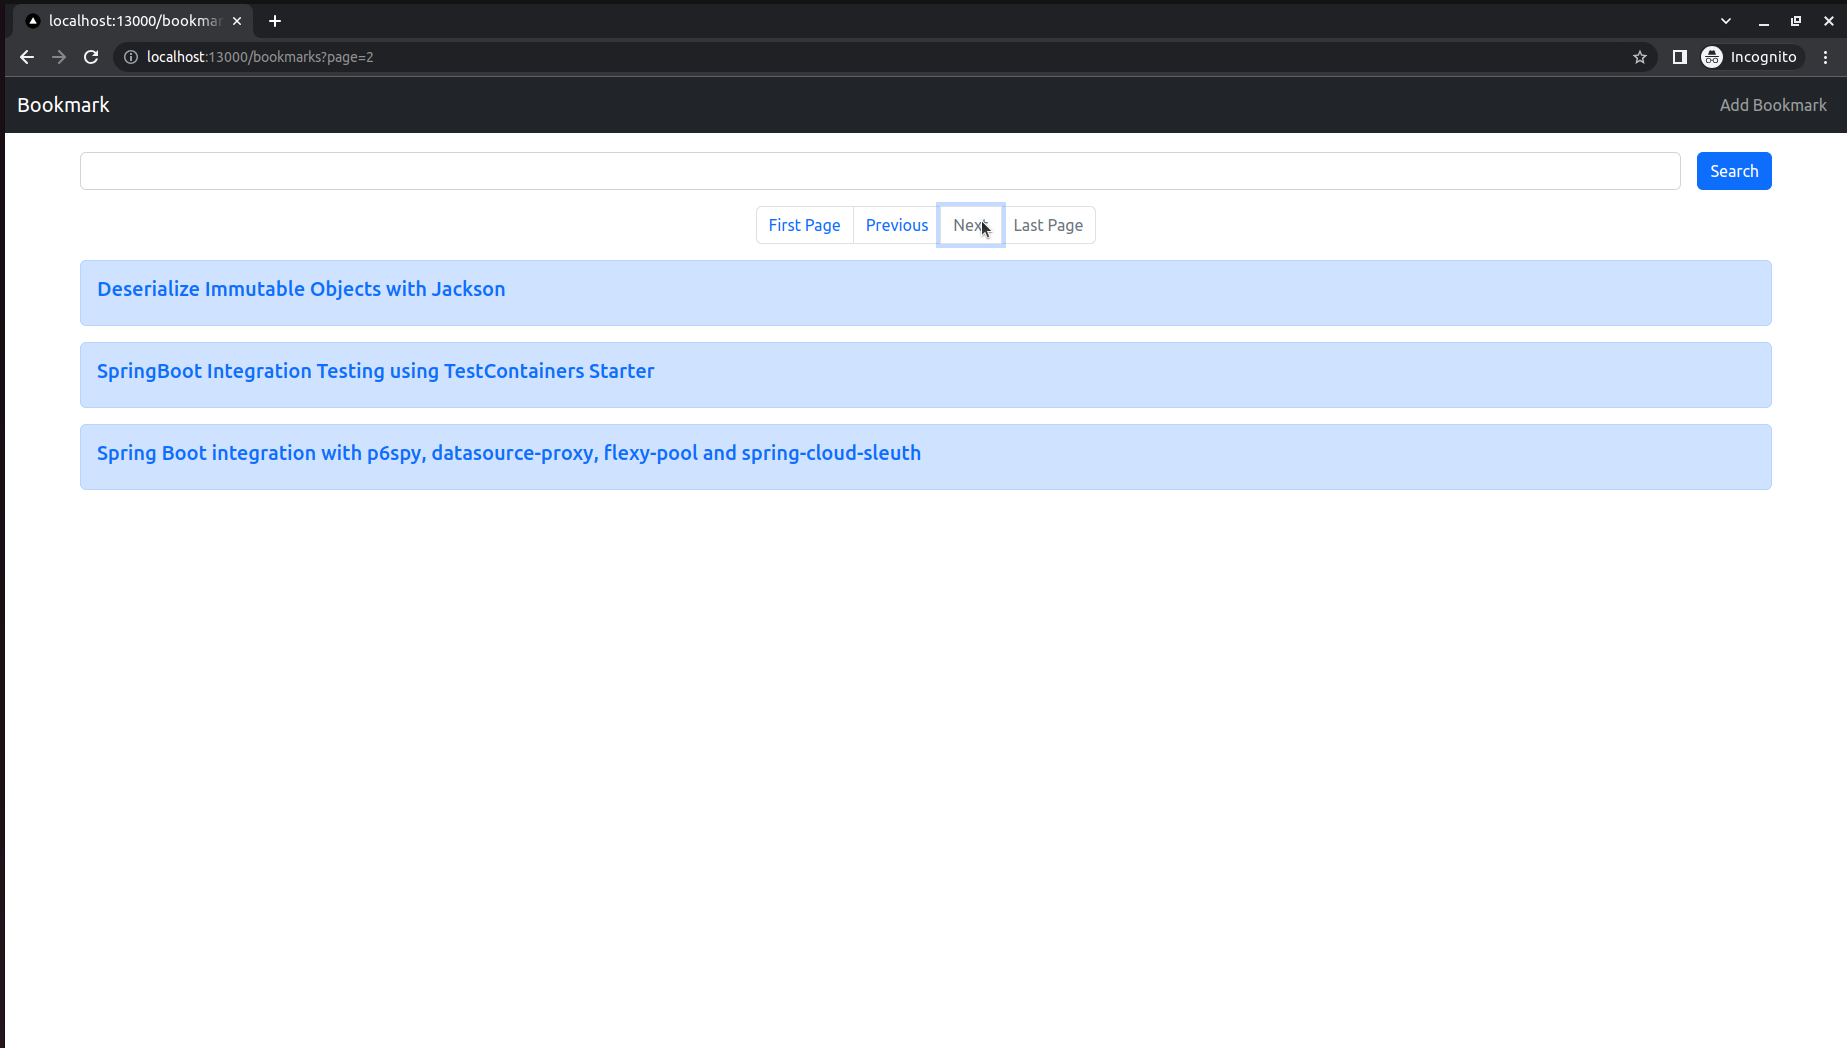 localhost:13000/bookmar
localhost:13000/bookmarks?page=2
Incognito
Bookmark
Add Bookmark
Search
First Page
Previous
Next
Last Page
Deserialize Immutable Objects with Jackson
SpringBoot Integration Testing using TestContainers Starter
Spring Boot integration with p6spy, datasource-proxy, flexy-pool and spring-cloud-sleuth